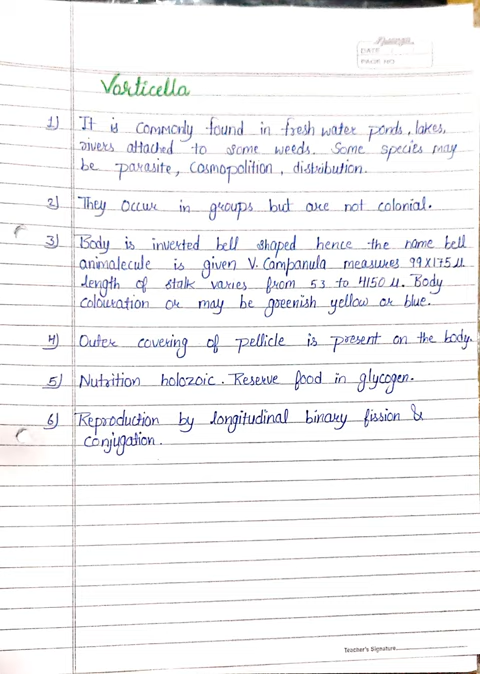 DATE
PAGE NO
Vorticella
1) It is commonly found in fresh water ponds, lakes,
rivers attached to some weeds. Some species may
be parasite, Cosmopolition, distribution.
2) They occur in groups but are not colonial.
3) Body is inverted bell shaped hence the name bell
animalecule is given V. Campanula measures 99X175 µ
length of stalk varies from 53 to 4150 µ. Body
colouration or may be greenish yellow or blue.
4) Outer covering of pellicle is present on the body.
5) Nutrition holozoic. Reserve food in glycogen.
6) Reproduction by longitudinal binary fission &
conjugation.
Teacher's Signature